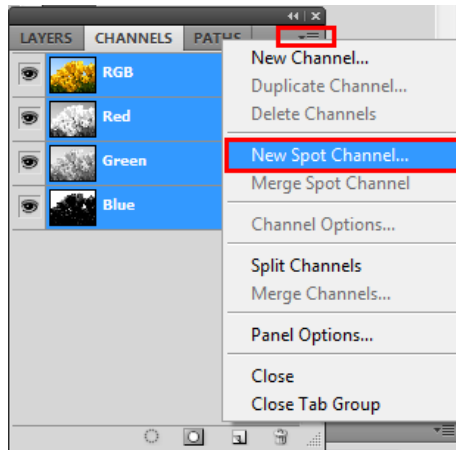 LAYERS CHANNELS PATHS
RGB
Red
Green
Blue
New Channel...
Duplicate Channel...
Delete Channels
New Spot Channel...
Merge Spot Channel
Channel Options...
Split Channels
Merge Channels...
Panel Options...
Close
Close Tab Group